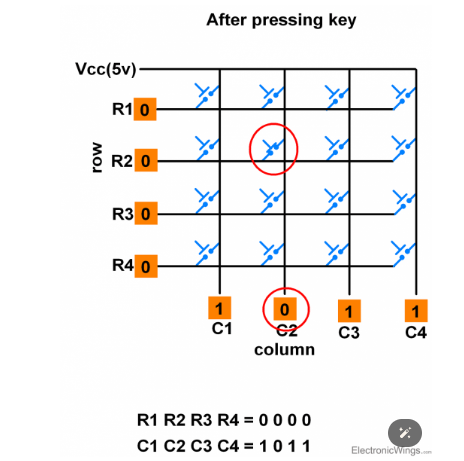 After pressing key
Vcc(5v)
R1 0
R2 0
row
R3 0
R4 0
1 0 1 1
C1 C2 C3 C4
column
R1 R2 R3 R4 = 0 0 0 0
C1 C2 C3 C4 = 1 0 1 1
ElectronicWings.com